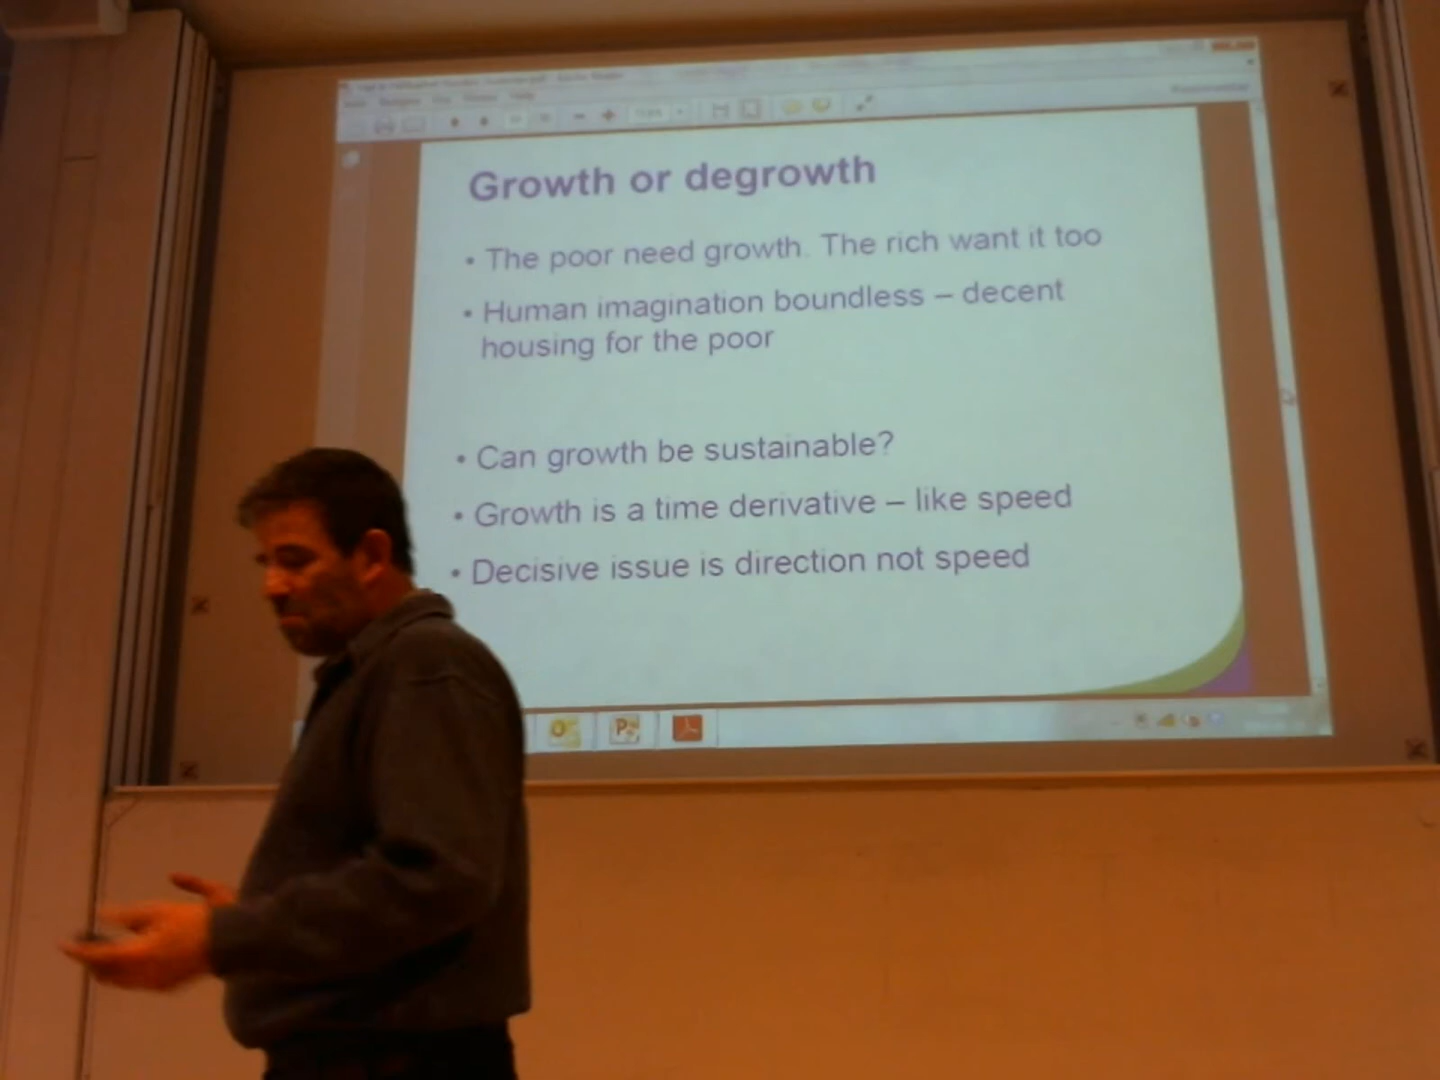 Growth or degrowth
• The poor need growth. The rich want it too
• Human imagination boundless – decent
housing for the poor
• Can growth be sustainable?
• Growth is a time derivative – like speed
• Decisive issue is direction not speed